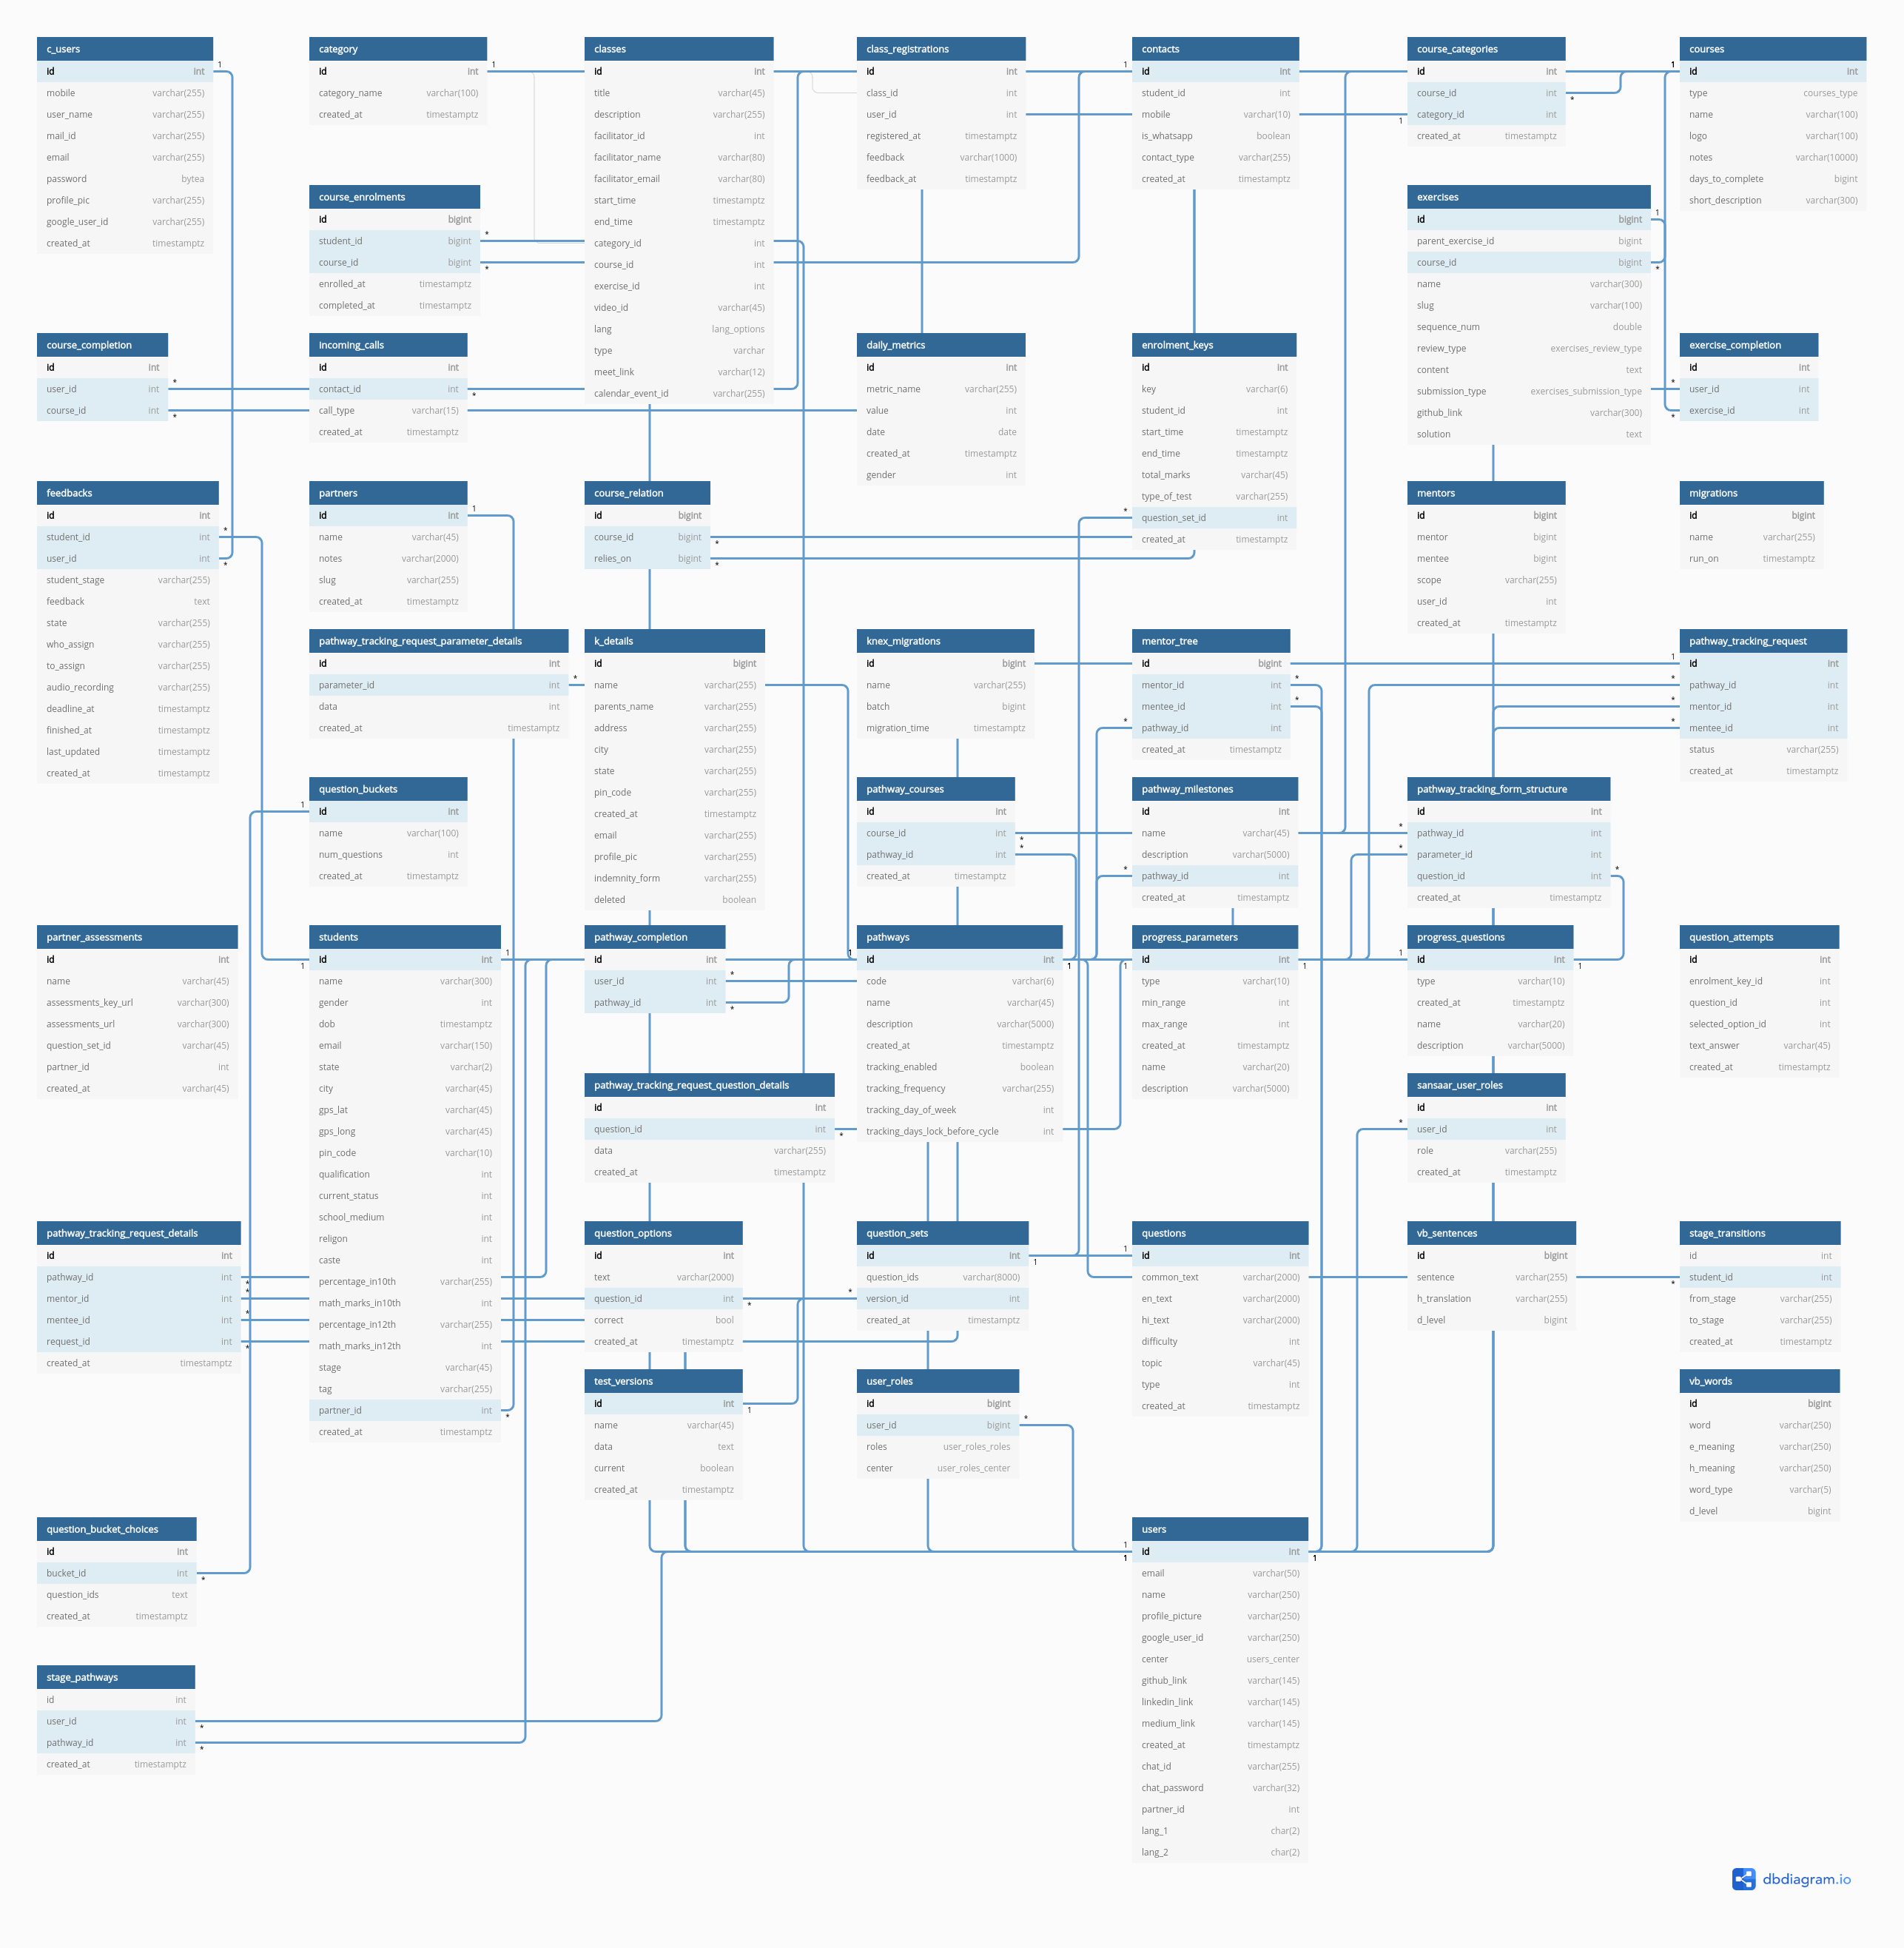 c_users
id int
mobile varchar(255)
user_name varchar(255)
mail_id varchar(255)
email varchar(255)
password bytea
profile_pic varchar(255)
google_user_id varchar(255)
created_at timestamptz
1
category
id int
category_name varchar(100)
created_at timestamptz
1
classes
id int
title varchar(45)
description varchar(255)
facilitator_id int
facilitator_name varchar(80)
facilitator_email varchar(80)
start_time timestamptz
end_time timestamptz
category_id int
course_id int
exercise_id int
video_id varchar(45)
lang lang_options
type varchar
meet_link varchar(12)
calendar_event_id varchar(255)
class_registrations
id int
class_id int
user_id int
registered_at timestamptz
feedback varchar(1000)
feedback_at timestamptz
1
contacts
id int
student_id int
mobile varchar(10)
is_whatsapp boolean
contact_type varchar(255)
created_at timestamptz
course_categories
id int
course_id int
category_id int
created_at timestamptz
*
1
1
courses
id int
type courses_type
name varchar(100)
logo varchar(100)
notes varchar(10000)
days_to_complete bigint
short_description varchar(300)
course_enrolments
id bigint
student_id bigint
course_id bigint
enrolled_at timestamptz
completed_at timestamptz
*
*
exercises
id bigint
parent_exercise_id bigint
course_id bigint
name varchar(300)
slug varchar(100)
sequence_num double
review_type exercises_review_type
content text
submission_type exercises_submission_type
github_link varchar(300)
solution text
1
*
course_completion
id int
user_id int
course_id int
*
*
incoming_calls
id int
contact_id int
call_type varchar(15)
created_at timestamptz
*
daily_metrics
id int
metric_name varchar(255)
value int
date date
created_at timestamptz
gender int
enrolment_keys
id int
key varchar(6)
student_id int
start_time timestamptz
end_time timestamptz
total_marks varchar(45)
type_of_test varchar(255)
question_set_id int
created_at timestamptz
*
exercise_completion
id int
user_id int
exercise_id int
*
*
feedbacks
id int
student_id int
user_id int
student_stage varchar(255)
feedback text
state varchar(255)
who_assign varchar(255)
to_assign varchar(255)
audio_recording varchar(255)
deadline_at timestamptz
finished_at timestamptz
last_updated timestamptz
created_at timestamptz
*
*
partners
id int
name varchar(45)
notes varchar(2000)
slug varchar(255)
created_at timestamptz
1
course_relation
id bigint
course_id bigint
relies_on bigint
*
*
mentors
id bigint
mentor bigint
mentee bigint
scope varchar(255)
user_id int
created_at timestamptz
migrations
id bigint
name varchar(255)
run_on timestamptz
pathway_tracking_request_parameter_details
id int
parameter_id int
data int
created_at timestamptz
*
k_details
id bigint
name varchar(255)
parents_name varchar(255)
address varchar(255)
city varchar(255)
state varchar(255)
pin_code varchar(255)
created_at timestamptz
email varchar(255)
profile_pic varchar(255)
indemnity_form varchar(255)
deleted boolean
knex_migrations
id bigint
name varchar(255)
batch bigint
migration_time timestamptz
mentor_tree
id bigint
mentor_id int
mentee_id int
pathway_id int
created_at timestamptz
*
*
*
pathway_tracking_request
id int
pathway_id int
mentor_id int
mentee_id int
status varchar(255)
created_at timestamptz
1
*
*
*
question_buckets
id int
name varchar(100)
num_questions int
created_at timestamptz
1
pathway_courses
id int
course_id int
pathway_id int
created_at timestamptz
*
*
pathway_milestones
id int
name varchar(45)
description varchar(5000)
pathway_id int
created_at timestamptz
*
pathway_tracking_form_structure
id int
pathway_id int
parameter_id int
question_id int
created_at timestamptz
*
*
*
partner_assessments
id int
name varchar(45)
assessments_key_url varchar(300)
assessments_url varchar(300)
question_set_id varchar(45)
partner_id int
created_at varchar(45)
students
id int
name varchar(300)
gender int
dob timestamptz
email varchar(150)
state varchar(2)
city varchar(45)
gps_lat varchar(45)
gps_long varchar(45)
pin_code varchar(10)
qualification int
current_status int
school_medium int
religon int
caste int
percentage_in10th varchar(255)
math_marks_in10th int
percentage_in12th varchar(255)
math_marks_in12th int
stage varchar(45)
tag varchar(255)
partner_id int
created_at timestamptz
1
1
*
pathway_completion
id int
user_id int
pathway_id int
*
*
pathways
id int
code varchar(6)
name varchar(45)
description varchar(5000)
created_at timestamptz
tracking_enabled boolean
tracking_frequency varchar(255)
tracking_day_of_week int
tracking_days_lock_before_cycle int
1
1
progress_parameters
id int
type varchar(10)
min_range int
max_range int
created_at timestamptz
name varchar(20)
description varchar(5000)
1
1
progress_questions
id int
type varchar(10)
created_at timestamptz
name varchar(20)
description varchar(5000)
1
1
question_attempts
id int
enrolment_key_id int
question_id int
selected_option_id int
text_answer varchar(45)
created_at timestamptz
pathway_tracking_request_question_details
id int
question_id int
data varchar(255)
created_at timestamptz
*
sansaar_user_roles
id int
user_id int
role varchar(255)
created_at timestamptz
*
pathway_tracking_request_details
id int
pathway_id int
mentor_id int
mentee_id int
request_id int
created_at timestamptz
*
*
*
*
question_options
id int
text varchar(2000)
question_id int
correct bool
created_at timestamptz
*
question_sets
id int
question_ids varchar(8000)
version_id int
created_at timestamptz
1
*
questions
id int
common_text varchar(2000)
en_text varchar(2000)
hi_text varchar(2000)
difficulty int
topic varchar(45)
type int
created_at timestamptz
1
vb_sentences
id bigint
sentence varchar(255)
h_translation varchar(255)
d_level bigint
stage_transitions
id int
student_id int
from_stage varchar(255)
to_stage varchar(255)
created_at timestamptz
*
test_versions
id int
name varchar(45)
data text
current boolean
created_at timestamptz
1
user_roles
id bigint
user_id bigint
roles user_roles_roles
center user_roles_center
*
vb_words
id bigint
word varchar(250)
e_meaning varchar(250)
h_meaning varchar(250)
word_type varchar(5)
d_level bigint
question_bucket_choices
id int
bucket_id int
question_ids text
created_at timestamptz
*
users
id int
email varchar(50)
name varchar(250)
profile_picture varchar(250)
google_user_id varchar(250)
center users_center
github_link varchar(145)
linkedin_link varchar(145)
medium_link varchar(145)
created_at timestamptz
chat_id varchar(255)
chat_password varchar(32)
partner_id int
lang_1 char(2)
lang_2 char(2)
1
1
1
stage_pathways
id int
user_id int
pathway_id int
created_at timestamptz
*
*
dbdiagram.io